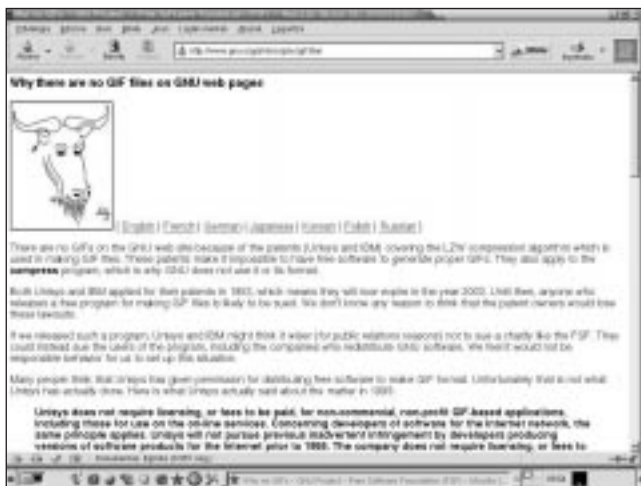 Why there are no GIF files on GNU web pages
[ English | French | German | Japanese | Korean | Polish | Russian ]
There are no GIFs on the GNU web site because of the patents (Unisys and IBM) covering the LZW compression algorithm which is
used in making GIF files. These patents make it impossible to have free software to generate proper GIFs. They also apply to the
compress program, which is why GNU does not use it or its format.
Both Unisys and IBM applied for their patents in 1983, which means they will now expire in the year 2003. Until then, anyone who
releases a free program for making GIF files is likely to be sued. We don't know any reason to think that the patent owners would lose
these lawsuits.
If we released such a program, Unisys and IBM might think it wiser (for public relations reasons) not to sue a charity like the FSF. They
could instead sue the users of the program, including the companies who redistribute GNU software. We feel it would not be
responsible behavior for us to set up this situation.
Many people think that Unisys has given permission for distributing free software to make GIF format. Unfortunately that is not what
Unisys has actually done. Here is what Unisys actually said about the matter in 1995:
Unisys does not require licensing, or fees to be paid, for non-commercial, non-profit GIF-based applications,
including those for use on the on-line services. Concerning developers of software for the Internet network, the
same principle applies. Unisys will not pursue previous inadvertent infringement by developers producing
versions of software products for the Internet prior to 1995. The company does not require licensing, or fees to